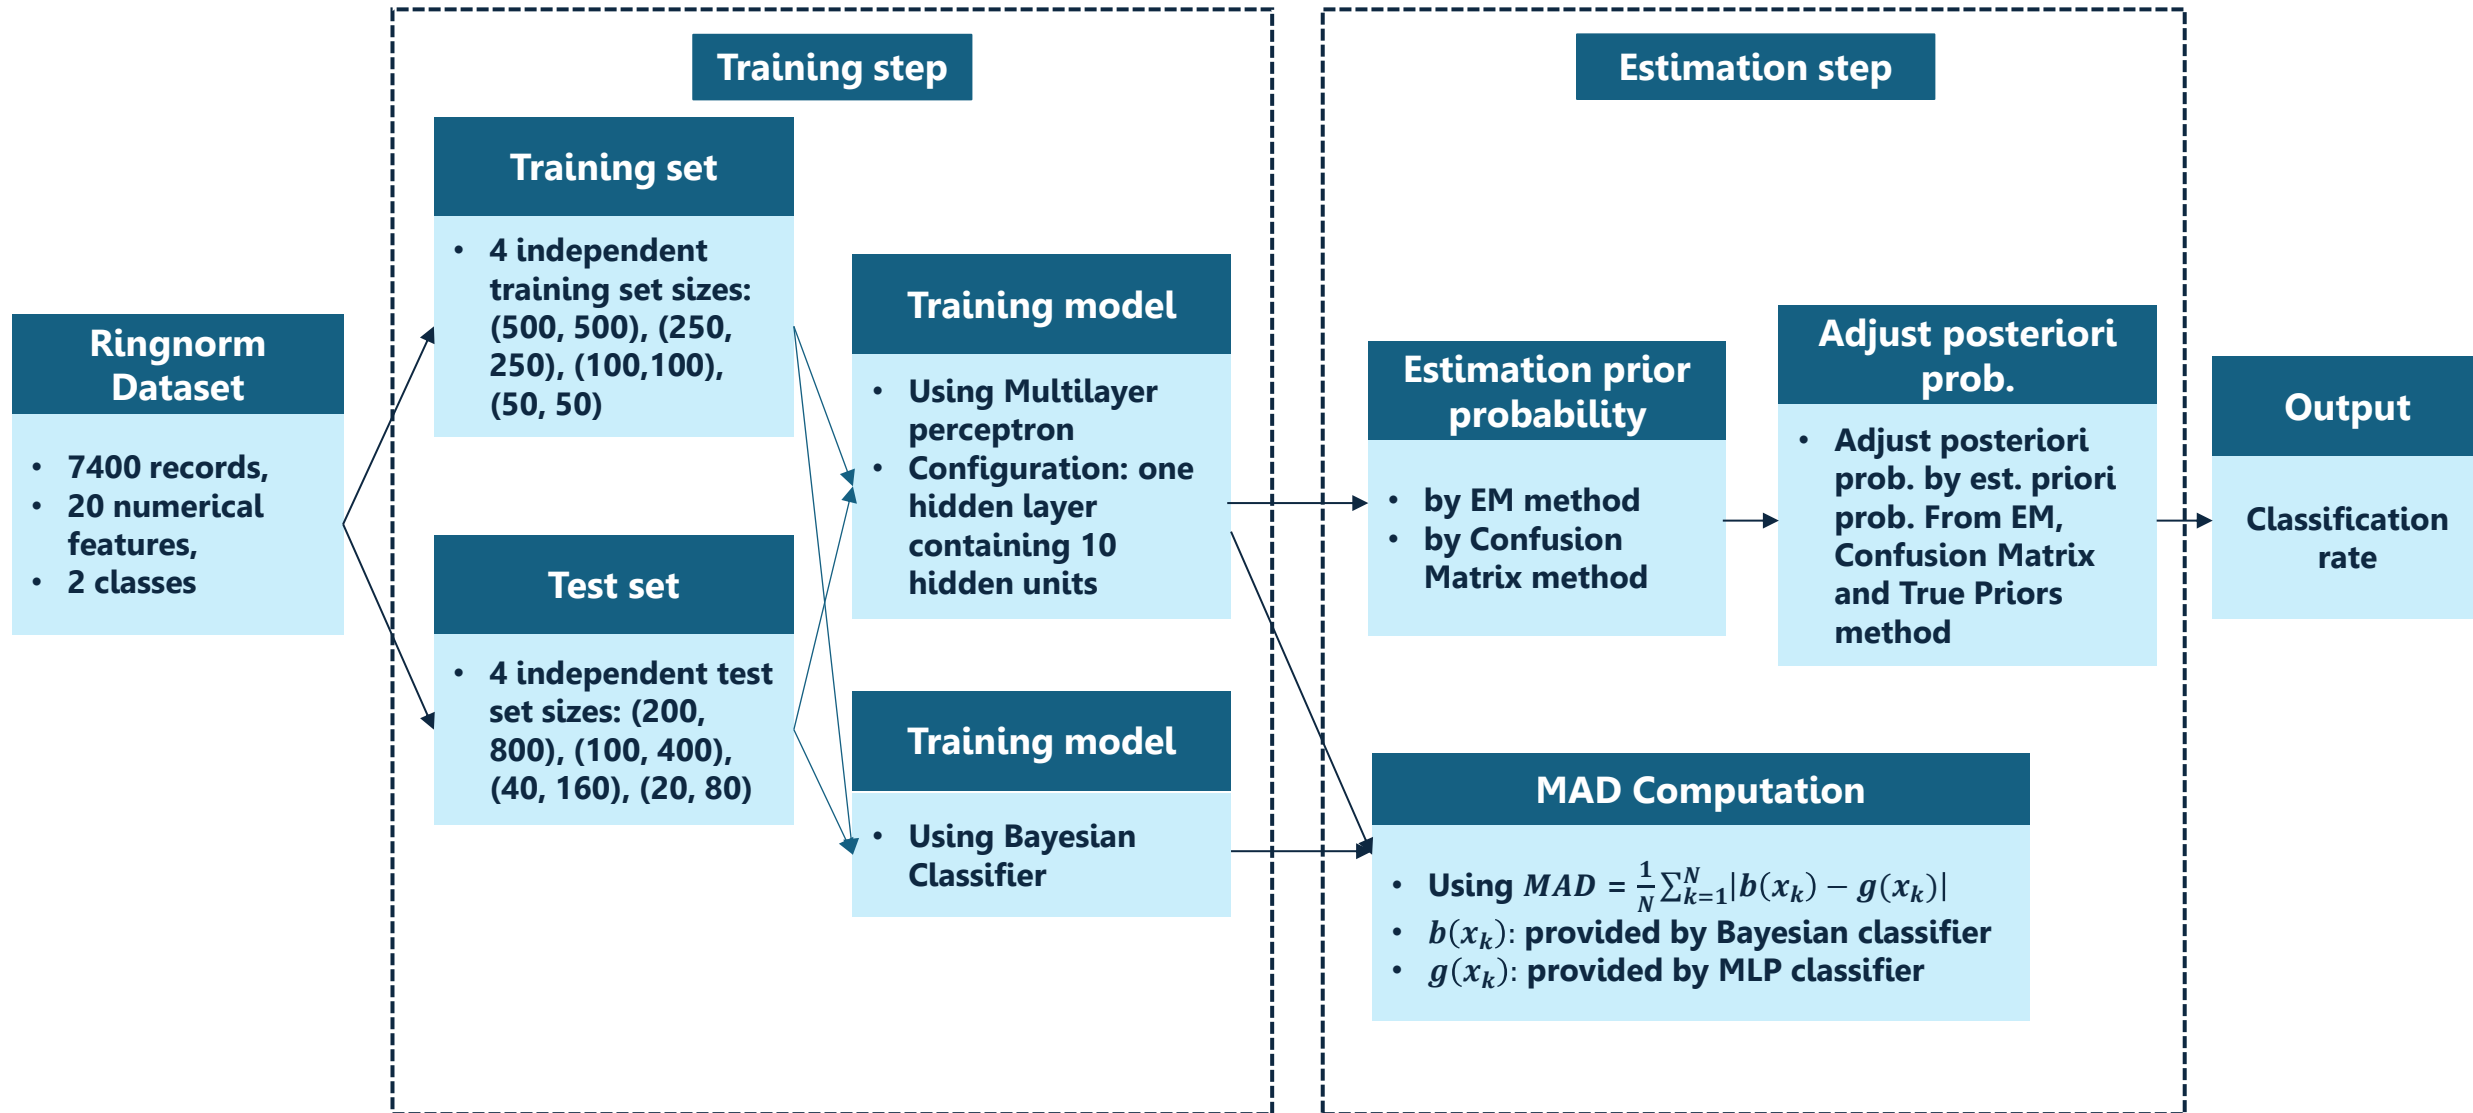 Training step
Estimation step
Ringnorm
Dataset
• 7400 records,
• 20 numerical
features,
• 2 classes
Training set
• 4 independent
training set sizes:
(500, 500), (250,
250), (100,100),
(50, 50)
Test set
• 4 independent test
set sizes: (200,
800), (100, 400),
(40, 160), (20, 80)
Training model
• Using Multilayer
perceptron
• Configuration: one
hidden layer
containing 10
hidden units
Training model
• Using Bayesian
Classifier
Estimation prior
probability
• by EM method
• by Confusion
Matrix method
Adjust posteriori
prob.
• Adjust posteriori
prob. by est. priori
prob. From EM,
Confusion Matrix
and True Priors
method
MAD Computation
• Using $MAD = \frac{1}{N}\sum_{k=1}^{N}|b(x_k) - g(x_k)|$
• $b(x_k)$: provided by Bayesian classifier
• $g(x_k)$: provided by MLP classifier
Output
Classification
rate